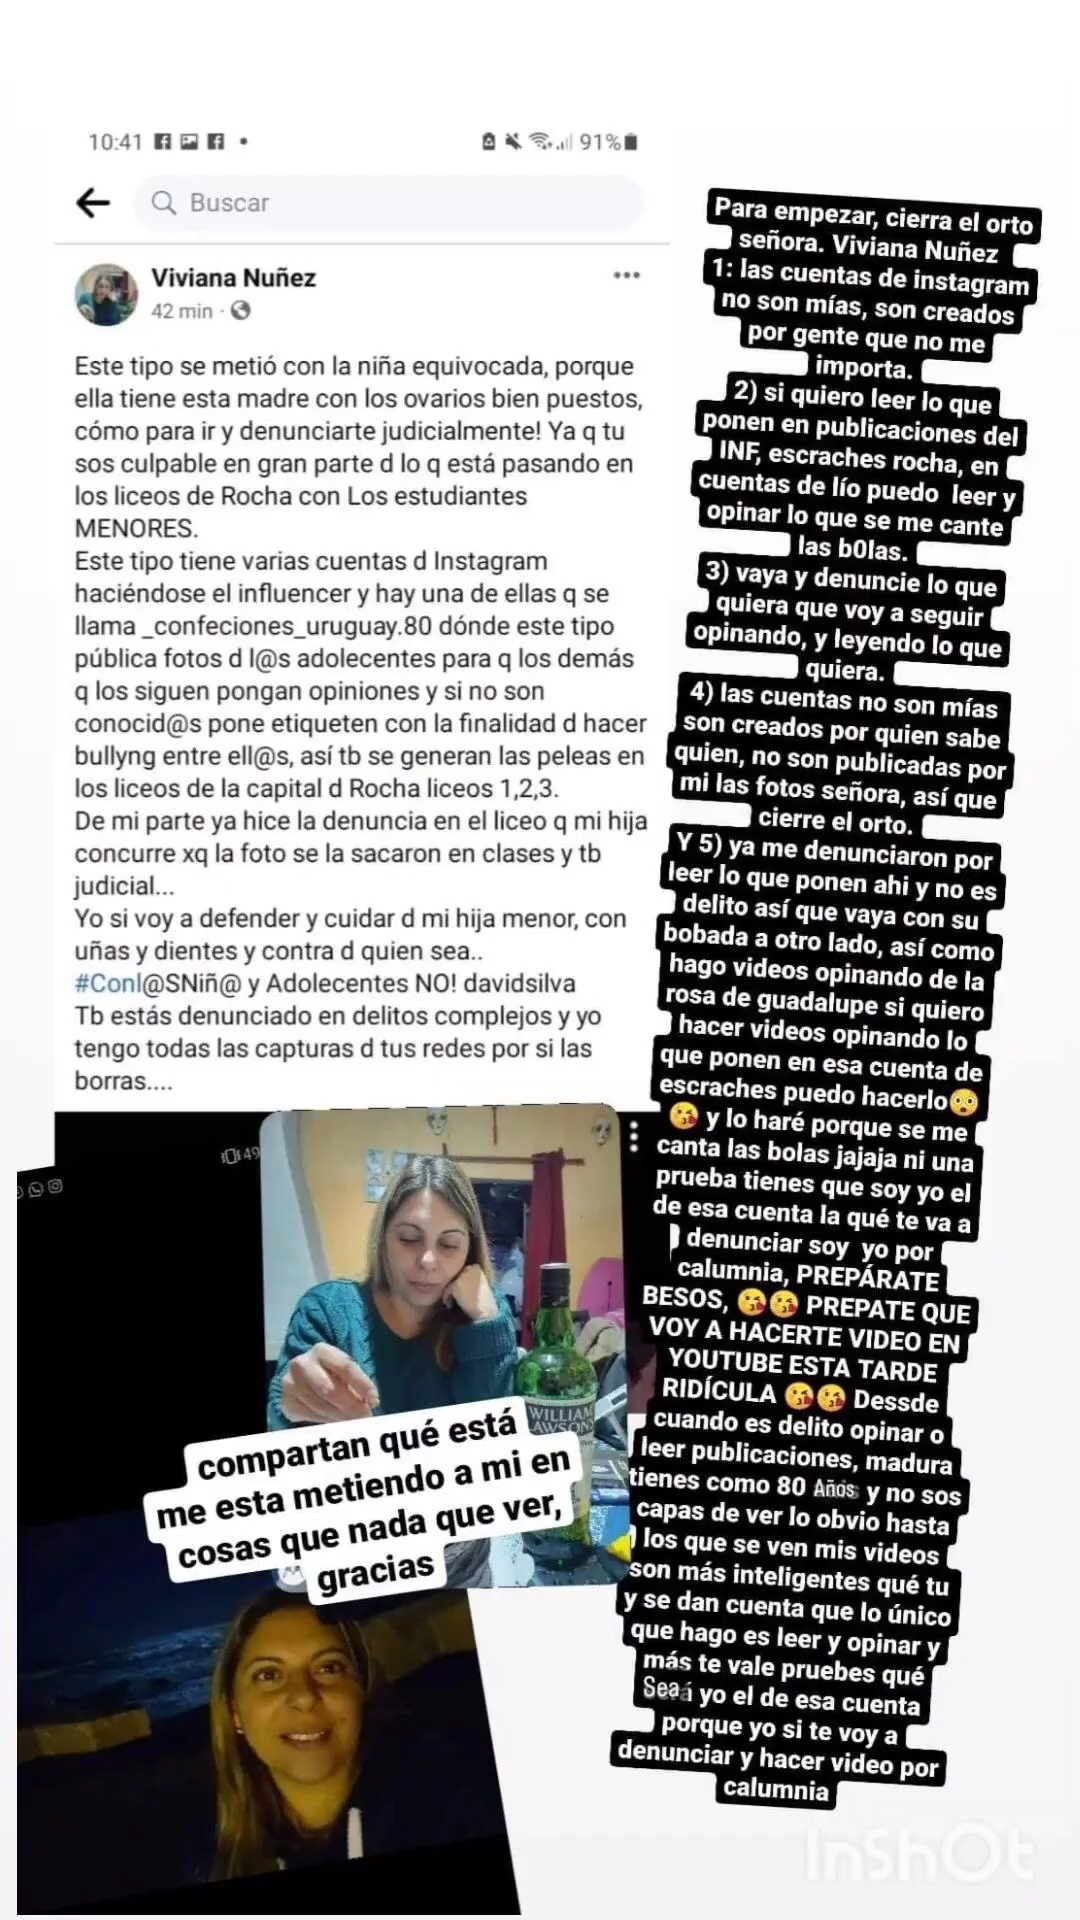 10:41
91%
Buscar
Viviana Nuñez
42 min ·
Este tipo se metió con la niña equivocada, porque
ella tiene esta madre con los ovarios bien puestos,
cómo para ir y denunciarte judicialmente! Ya q tu
sos culpable en gran parte d lo q está pasando en
los liceos de Rocha con Los estudiantes
MENORES.
Este tipo tiene varias cuentas d Instagram
haciéndose el influencer y hay una de ellas q se
llama _confeciones_uruguay.80 dónde este tipo
pública fotos d l@s adolecentes para q los demás
q los siguen pongan opiniones y si no son
conocid@s pone etiqueten con la finalidad d hacer
bullyng entre ell@s, así tb se generan las peleas en
los liceos de la capital d Rocha liceos 1,2,3.
De mi parte ya hice la denuncia en el liceo q mi hija
concurre xq la foto se la sacaron en clases y tb
judicial...
Yo si voy a defender y cuidar d mi hija menor, con
uñas y dientes y contra d quien sea..
#Conl@SNiñ@ y Adolecentes NO! davidsilva
Tb estás denunciado en delitos complejos y yo
tengo todas las capturas d tus redes por si las
borras....
49
WILLIAM
LAWSON
compartan qué está
me esta metiendo a mi en
cosas que nada que ver,
gracias
Para empezar, cierra el orto
señora. Viviana Nuñez
1: las cuentas de instagram
no son mías, son creados
por gente que no me
importa.
2) si quiero leer lo que
ponen en publicaciones del
INF, escraches rocha, en
cuentas de lío puedo leer y
opinar lo que se me cante
las b0las.
3) vaya y denuncie lo que
quiera que voy a seguir
opinando, y leyendo lo que
quiera.
4) las cuentas no son mías
son creados por quien sabe
quien, no son publicadas por
mi las fotos señora, así que
cierre el orto.
Y 5) ya me denunciaron por
leer lo que ponen ahi y no es
delito así que vaya con su
bobada a otro lado, así como
hago videos opinando de la
rosa de guadalupe si quiero
hacer videos opinando lo
que ponen en esa cuenta de
escraches puedo hacerlo😳
😘 y lo haré porque se me
canta las bolas jajaja ni una
prueba tienes que soy yo el
de esa cuenta la qué te va a
denunciar soy yo por
calumnia, PREPÁRATE
BESOS, 😘😘 PREPATE QUE
VOY A HACERTE VIDEO EN
YOUTUBE ESTA TARDE
RIDÍCULA 😘😘 Dessde
cuando es delito opinar o
leer publicaciones, madura
tienes como 80 Años y no sos
capas de ver lo obvio hasta
los que se ven mis videos
son más inteligentes qué tu
y se dan cuenta que lo único
que hago es leer y opinar y
más te vale pruebes qué
Seá yo el de esa cuenta
porque yo si te voy a
denunciar y hacer video por
calumnia
InShOt